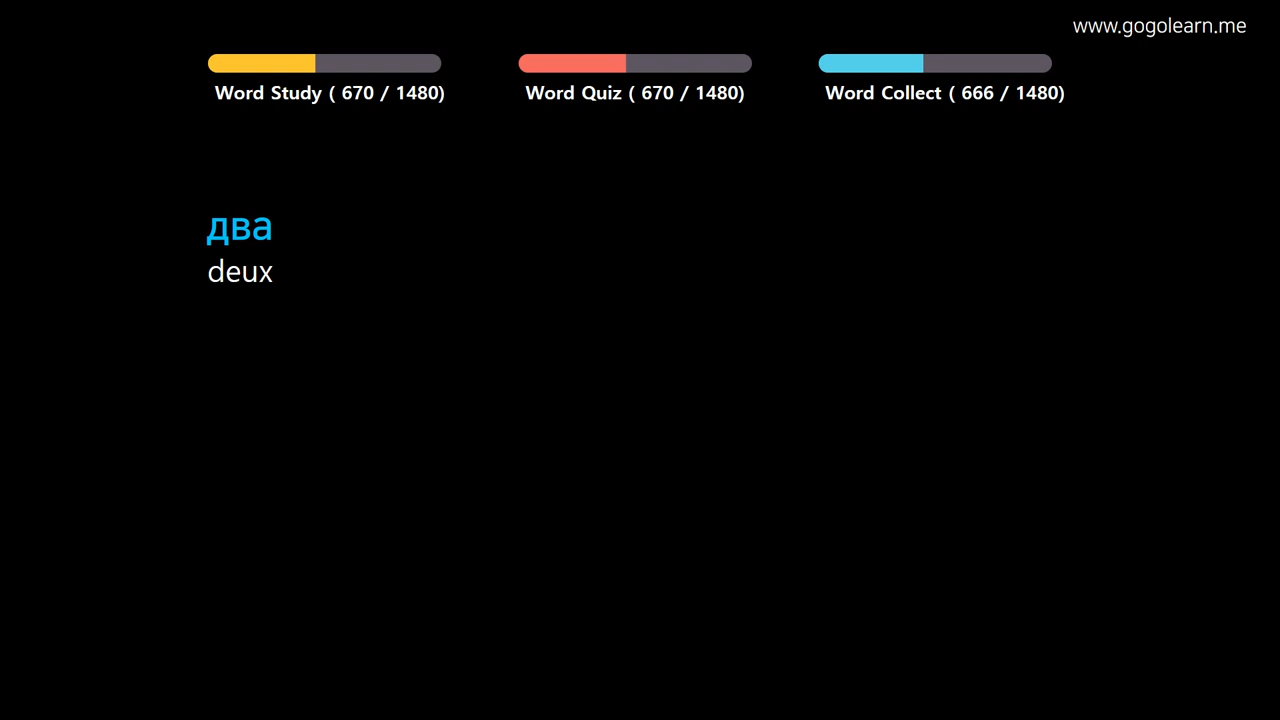 www.gogolearn.me
Word Study ( 670 / 1480)
Word Quiz ( 670 / 1480)
Word Collect ( 666 / 1480)
два
deux